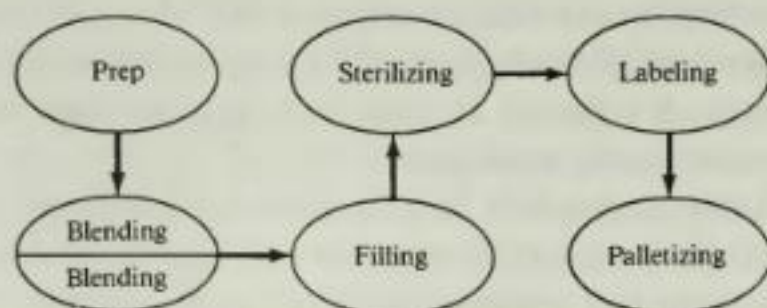 Prep
Sterilizing
Labeling
Blending
Blending
Filling
Palletizing